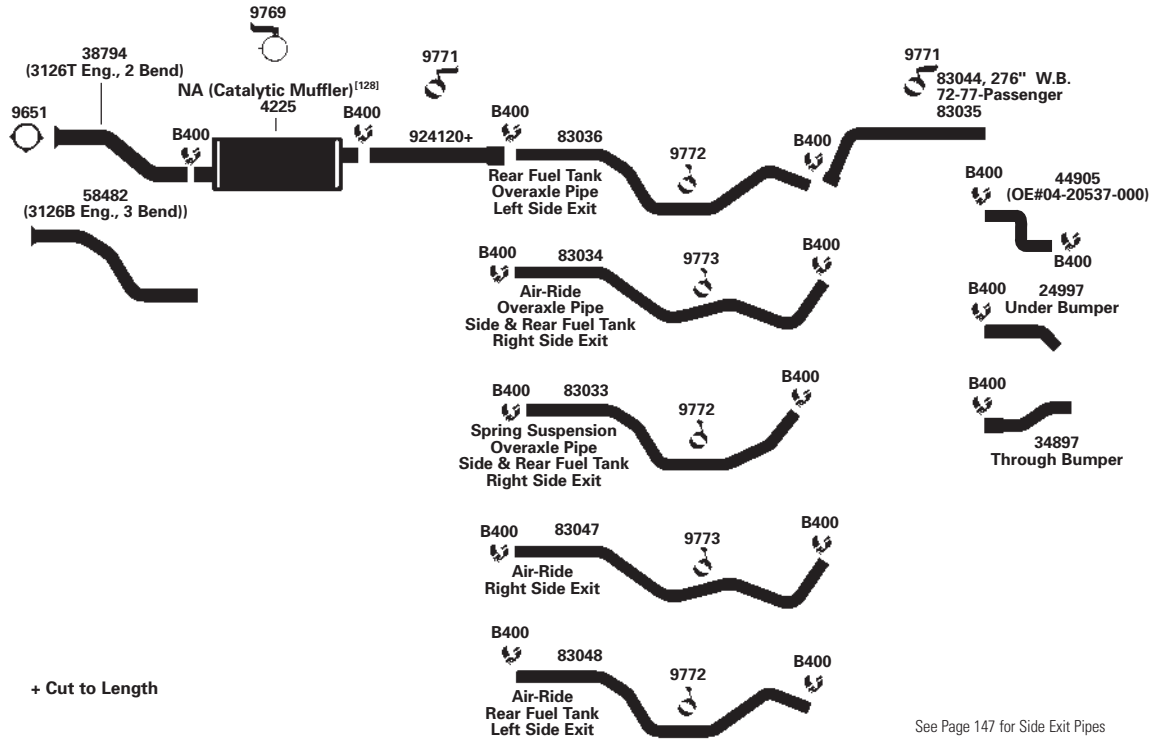 9769
38794
(3126T Eng., 2 Bend)
9771
9771
83044, 276" W.B.
72-77-Passenger
83035
NA (Catalytic Muffler)[128]
4225
9651
B400
B400
924120+
B400
83036
9772
B400
Rear Fuel Tank
Overaxle Pipe
Left Side Exit
58482
(3126B Eng., 3 Bend))
B400
44905
(OE#04-20537-000)
B400
B400
83034
9773
B400
Air-Ride
Overaxle Pipe
Side & Rear Fuel Tank
Right Side Exit
B400
24997
Under Bumper
B400
83033
9772
B400
Spring Suspension
Overaxle Pipe
Side & Rear Fuel Tank
Right Side Exit
B400
34897
Through Bumper
B400
83047
9773
B400
Air-Ride
Right Side Exit
B400
83048
9772
B400
Air-Ride
Rear Fuel Tank
Left Side Exit
+ Cut to Length
See Page 147 for Side Exit Pipes